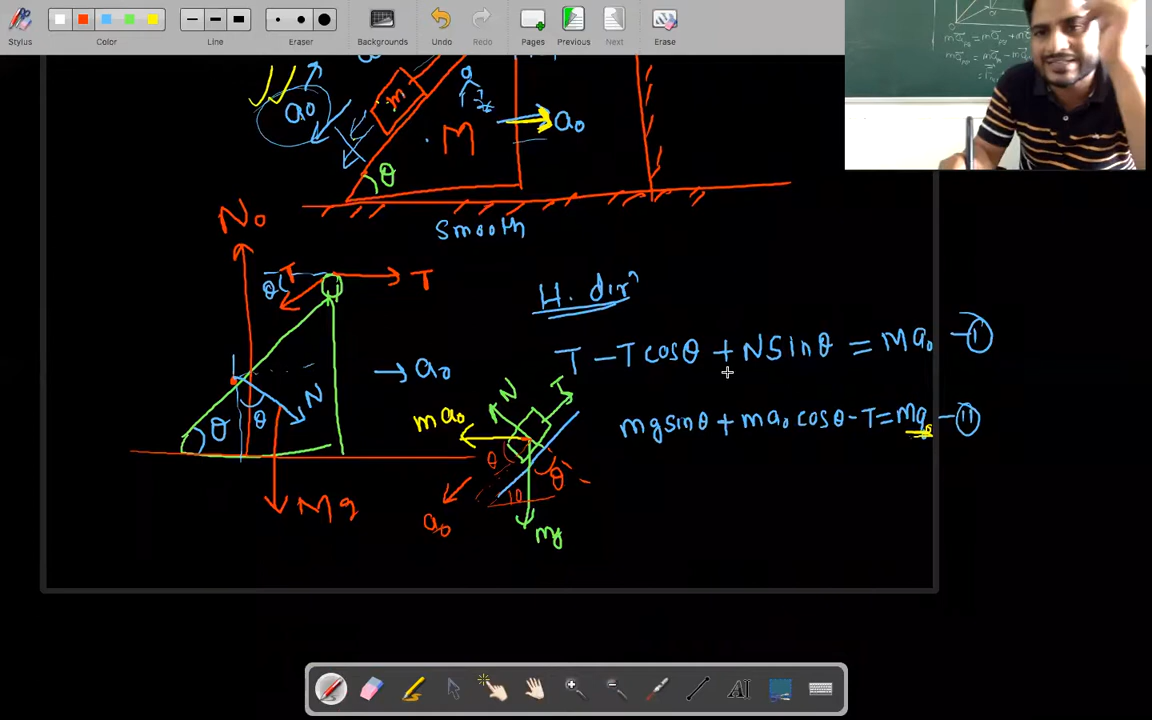 Stylus
Color
Line
Eraser
Backgrounds
Undo
Redo
Pages
Previous
Next
Erase
a0
m
M
a0
θ
Smooth
N0
T
T
θ
H. dirⁿ
T - T cosθ + N Sinθ = Ma0 - I
→ a0
N
θ
θ
ma0
N
T
mg sinθ + ma0 cosθ - T = ma0 - II
θ
θ
a0
Mg
mg